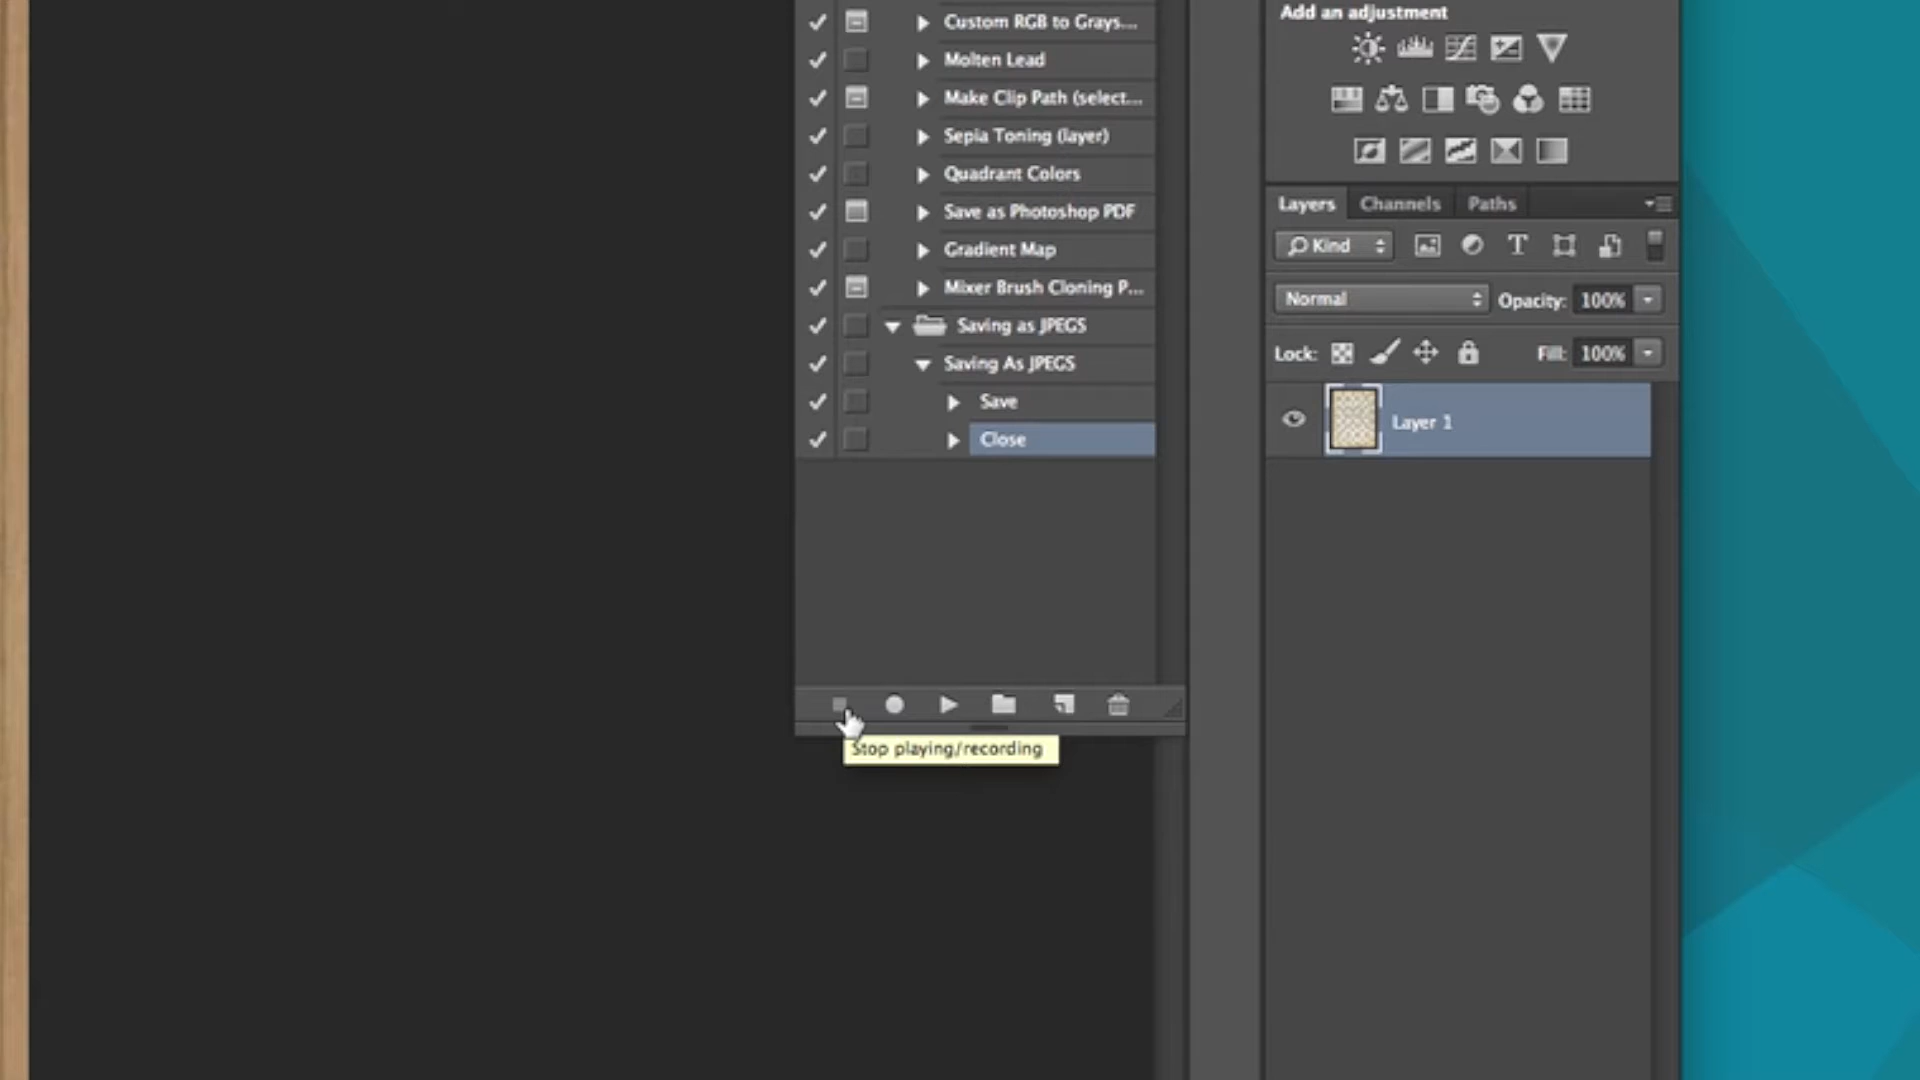 Custom RGB to Grays...
Molten Lead
Make Clip Path (select...
Sepia Toning (layer)
Quadrant Colors
Save as Photoshop PDF
Gradient Map
Mixer Brush Cloning P...
Saving as JPEGS
Saving As JPEGS
Save
Close
Stop playing/recording
Add an adjustment
Layers Channels Paths
Kind
Normal Opacity: 100%
Lock: Fill: 100%
Layer 1